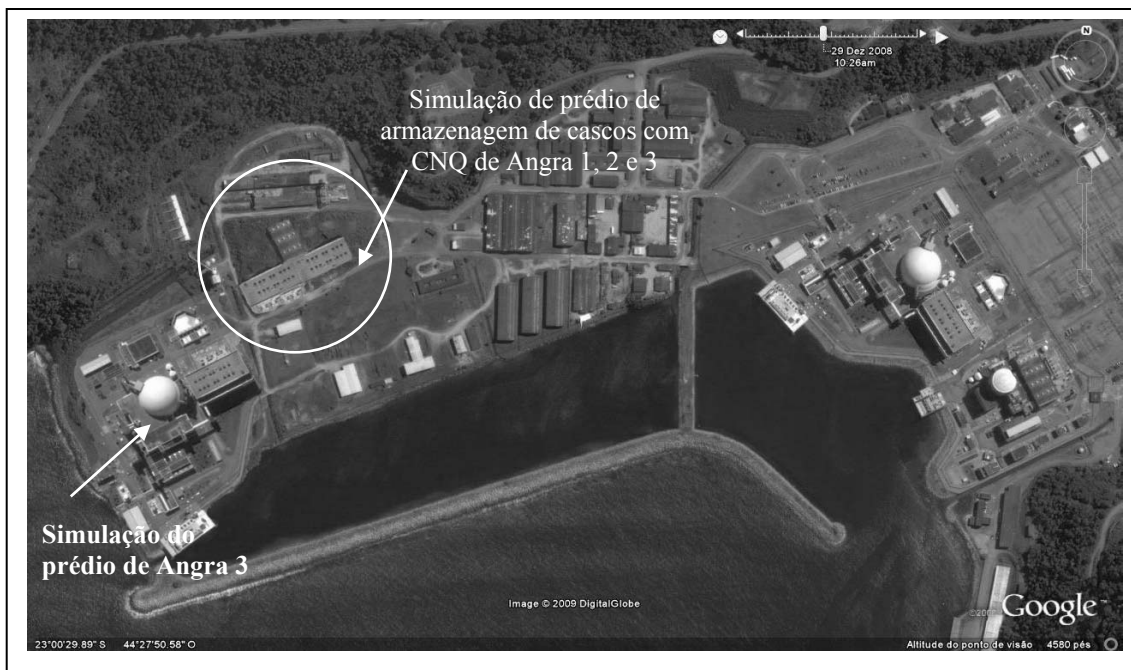 29 Dez 2008
10:26am
N
Simulação de prédio de
armazenagem de cascos com
CNQ de Angra 1, 2 e 3
Simulação do
prédio de Angra 3
Image © 2009 DigitalGlobe
Google
23°00'29.89" S 44°27'50.58" O
Altitude do ponto de visão 4580 pés